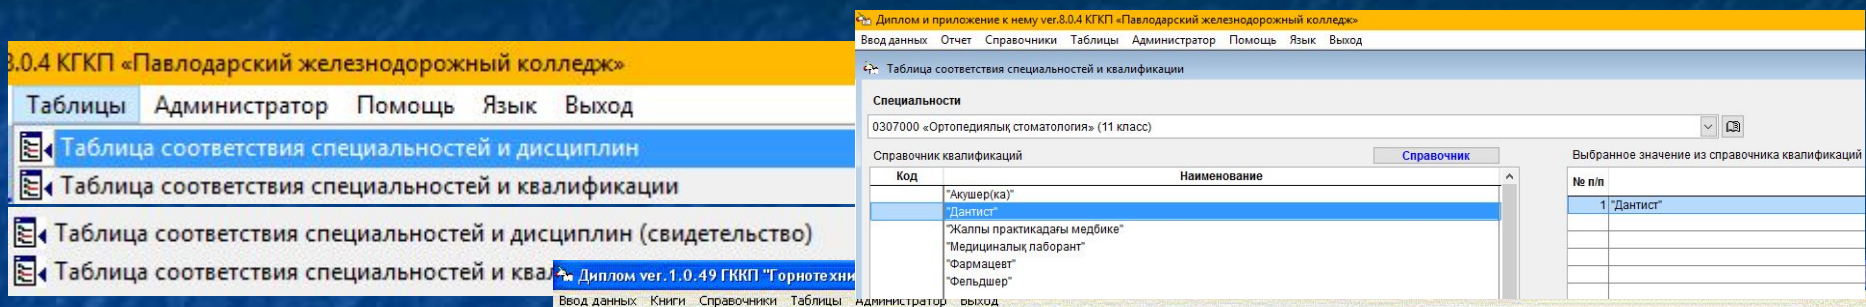 8.0.4 КГКП «Павлодарский железнодорожный колледж»
Таблицы Администратор Помощь Язык Выход
Таблица соответствия специальностей и дисциплин
Таблица соответствия специальностей и квалификации
Таблица соответствия специальностей и дисциплин (свидетельство)
Таблица соответствия специальностей и
Диплом ver.1.0.49 ГККП "Горнотехни
Ввод данных Книги Справочники Таблицы Администратор Выход
Диплом и приложение к нему ver.8.0.4 КГКП «Павлодарский железнодорожный колледж»
Ввод данных Отчет Справочники Таблицы Администратор Помощь Язык Выход
Таблица соответствия специальностей и квалификации
Специальности
0307000 «Ортопедиялық стоматология» (11 класс)
Справочник квалификаций Справочник
Код Наименование
"Акушер(ка)"
"Дантист"
"Жалпы практикадағы медбике"
"Медициналық лаборант"
"Фармацевт"
"Фельдшер"
Выбранное значение из справочника квалификаций
№ п/п
1 "Дантист"